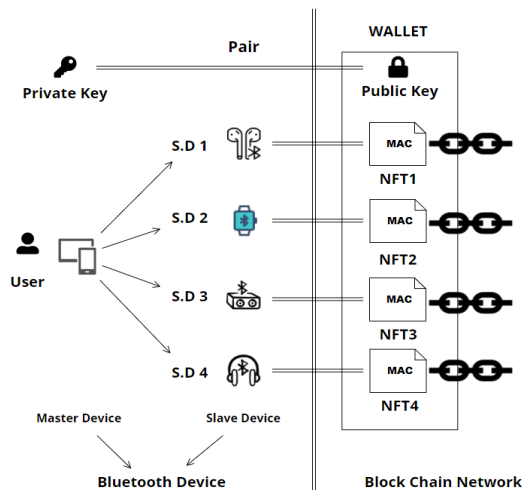 WALLET
Pair
Private Key
Public Key
S.D 1
MAC
NFT1
S.D 2
MAC
NFT2
User
S.D 3
MAC
NFT3
S.D 4
MAC
NFT4
Master Device
Slave Device
Bluetooth Device
Block Chain Network